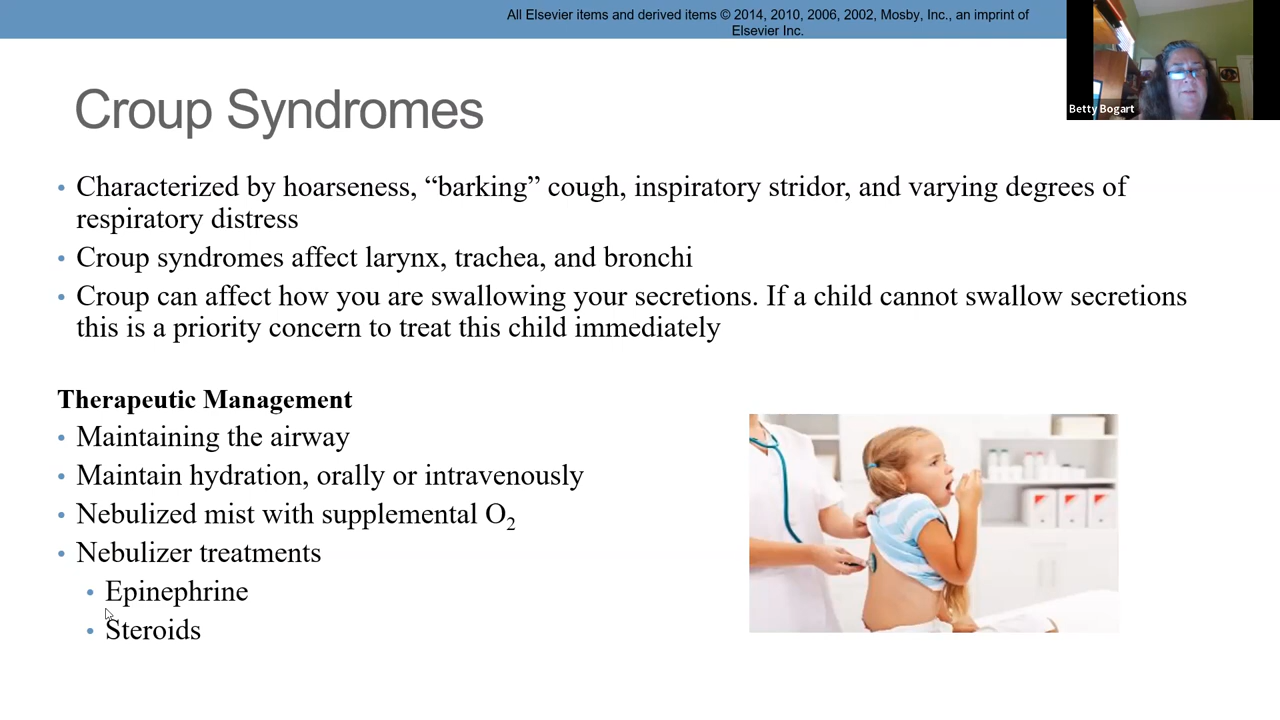 All Elsevier items and derived items © 2014, 2010, 2006, 2002, Mosby, Inc., an imprint of
Elsevier Inc.
Betty Bogart
Croup Syndromes
• Characterized by hoarseness, “barking” cough, inspiratory stridor, and varying degrees of
respiratory distress
• Croup syndromes affect larynx, trachea, and bronchi
• Croup can affect how you are swallowing your secretions. If a child cannot swallow secretions
this is a priority concern to treat this child immediately
Therapeutic Management
• Maintaining the airway
• Maintain hydration, orally or intravenously
• Nebulized mist with supplemental O₂
• Nebulizer treatments
• Epinephrine
• Steroids